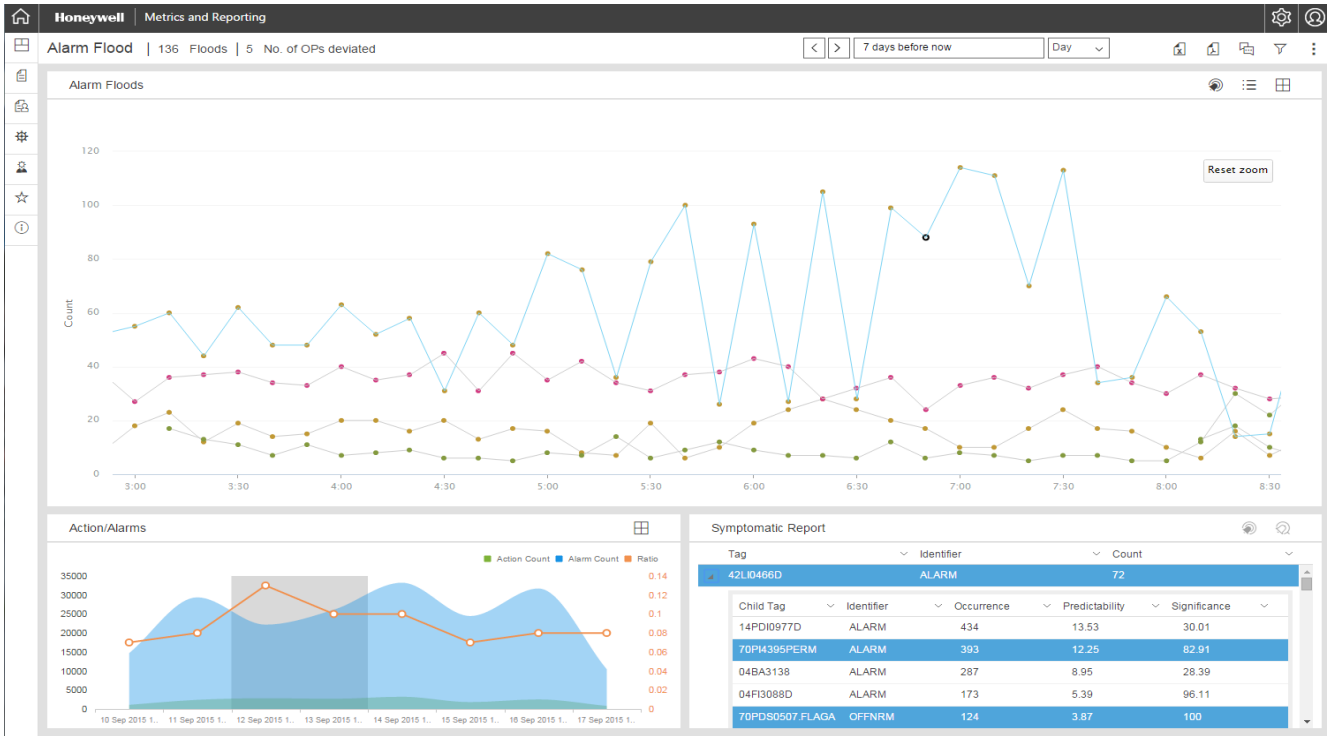 Honeywell Metrics and Reporting
Alarm Flood | 136 Floods | 5 No. of OPs deviated
7 days before now
Day
Alarm Floods
Reset zoom
120
100
80
60
40
20
0
Count
3:00 3:30 4:00 4:30 5:00 5:30 6:00 6:30 7:00 7:30 8:00 8:30
Action/Alarms
Action Count Alarm Count Ratio
35000 0.14
30000 0.12
25000 0.1
20000 0.08
15000 0.06
10000 0.04
5000 0.02
0 0
10 Sep 2015 1.. 11 Sep 2015 1.. 12 Sep 2015 1.. 13 Sep 2015 1.. 14 Sep 2015 1.. 15 Sep 2015 1.. 16 Sep 2015 1.. 17 Sep 2015 1..
Symptomatic Report
Tag Identifier Count
42LI0466D ALARM 72
Child Tag Identifier Occurrence Predictability Significance
14PDI0977D ALARM 434 13.53 30.01
70PI4395PERM ALARM 393 12.25 82.91
04BA3138 ALARM 287 8.95 28.39
04FI3088D ALARM 173 5.39 96.11
70PDS0507.FLAGA OFFNRM 124 3.87 100